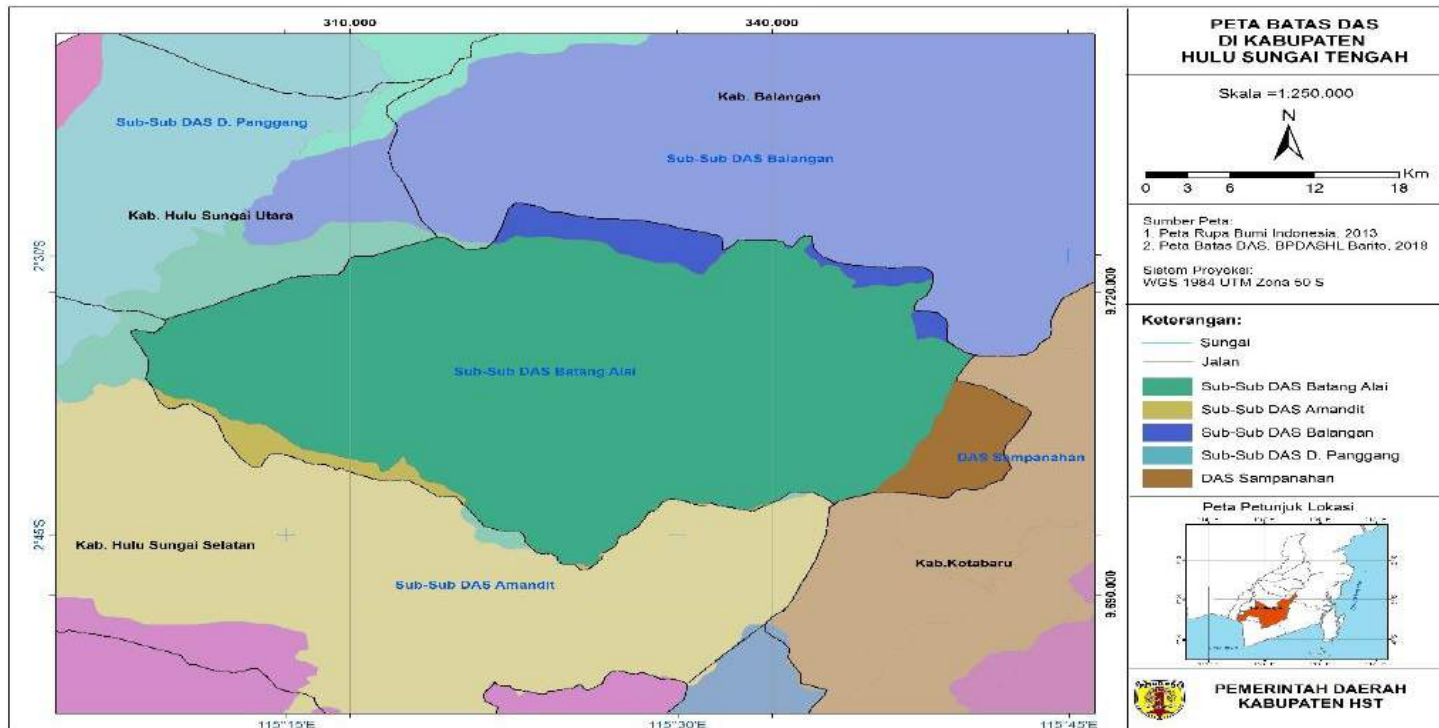 310.000
340.000
Kab. Balangan
Sub-Sub DAS D. Panggang
Sub-Sub DAS Balangan
Kab. Hulu Sungai Utara
2°30'S
9.720.000
Sub-Sub DAS Batang Alai
DAS Sampanahan
2°45'S
Kab. Hulu Sungai Selatan
Kab.Kotabaru
Sub-Sub DAS Amandit
9.690.000
115°15'E
115°30'E
115°45'E
PETA BATAS DAS
DI KABUPATEN
HULU SUNGAI TENGAH
Skala =1:250.000
N
Km
0 3 6 12 18
Sumber Peta:
1. Peta Rupa Bumi Indonesia, 2013
2. Peta Batas DAS, BPDASHL Barito, 2018
Sistem Proyeksi:
WGS 1984 UTM Zona 50 S
Keterangan:
Sungai
Jalan
Sub-Sub DAS Batang Alai
Sub-Sub DAS Amandit
Sub-Sub DAS Balangan
Sub-Sub DAS D. Panggang
DAS Sampanahan
Peta Petunjuk Lokasi
PEMERINTAH DAERAH
KABUPATEN HST